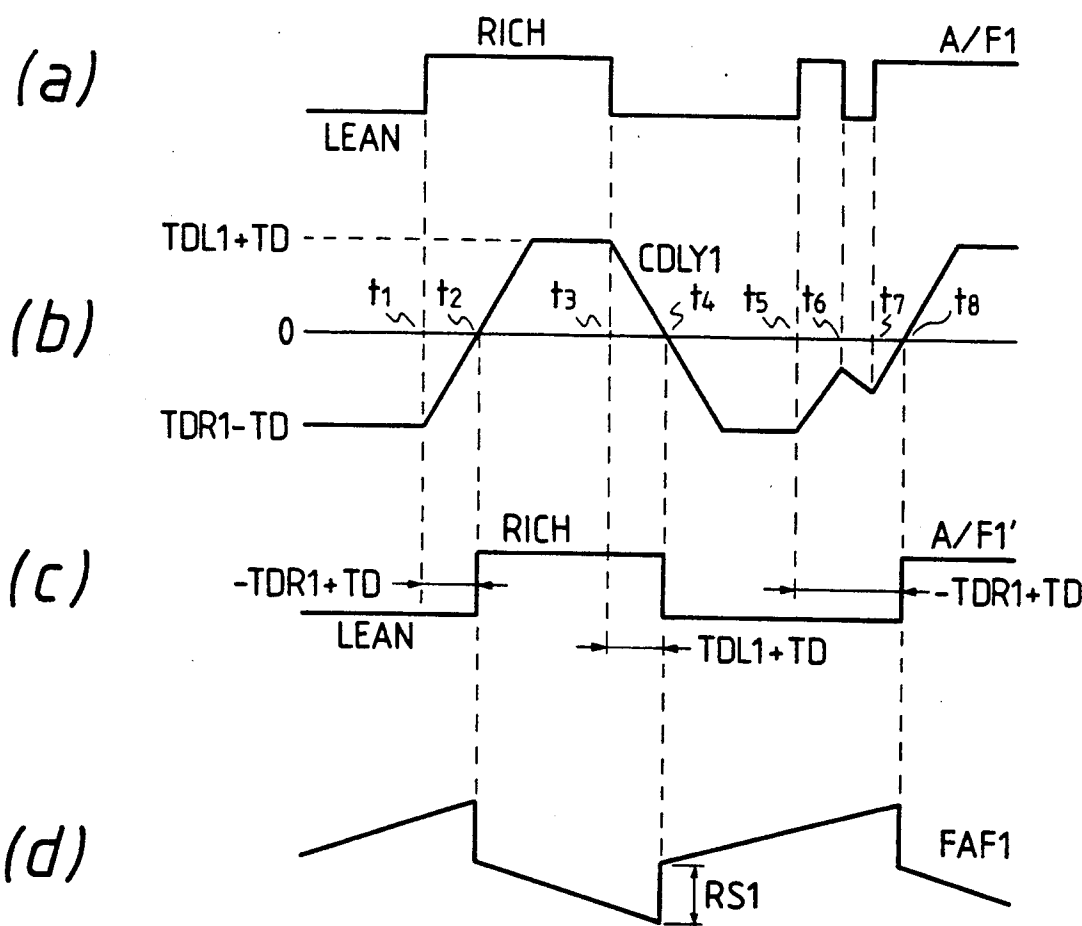 (a)
RICH
A/F1
LEAN
TDL1+TD
CDLY1
(b)
t1
t2
t3
t4
t5
t6
t7
t8
0
TDR1-TD
(c)
RICH
A/F1'
-TDR1+TD
-TDR1+TD
LEAN
TDL1+TD
(d)
FAF1
RS1